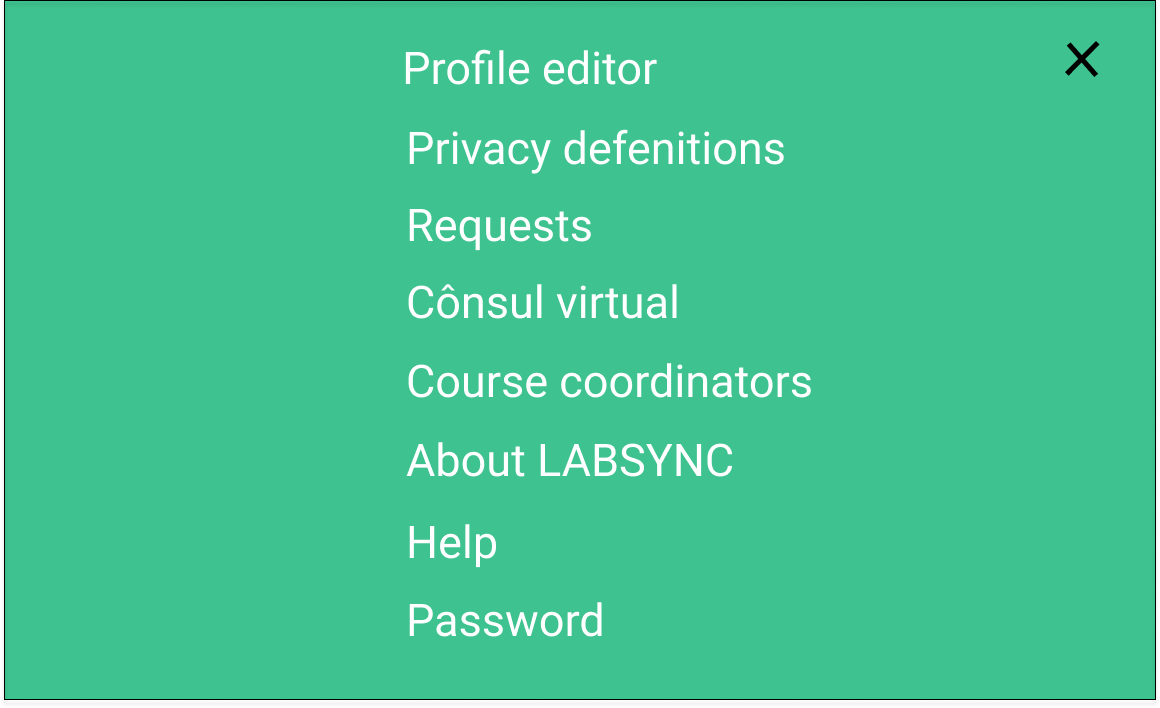 Profile editor
Privacy defenitions
Requests
Cônsul virtual
Course coordinators
About LABSYNC
Help
Password